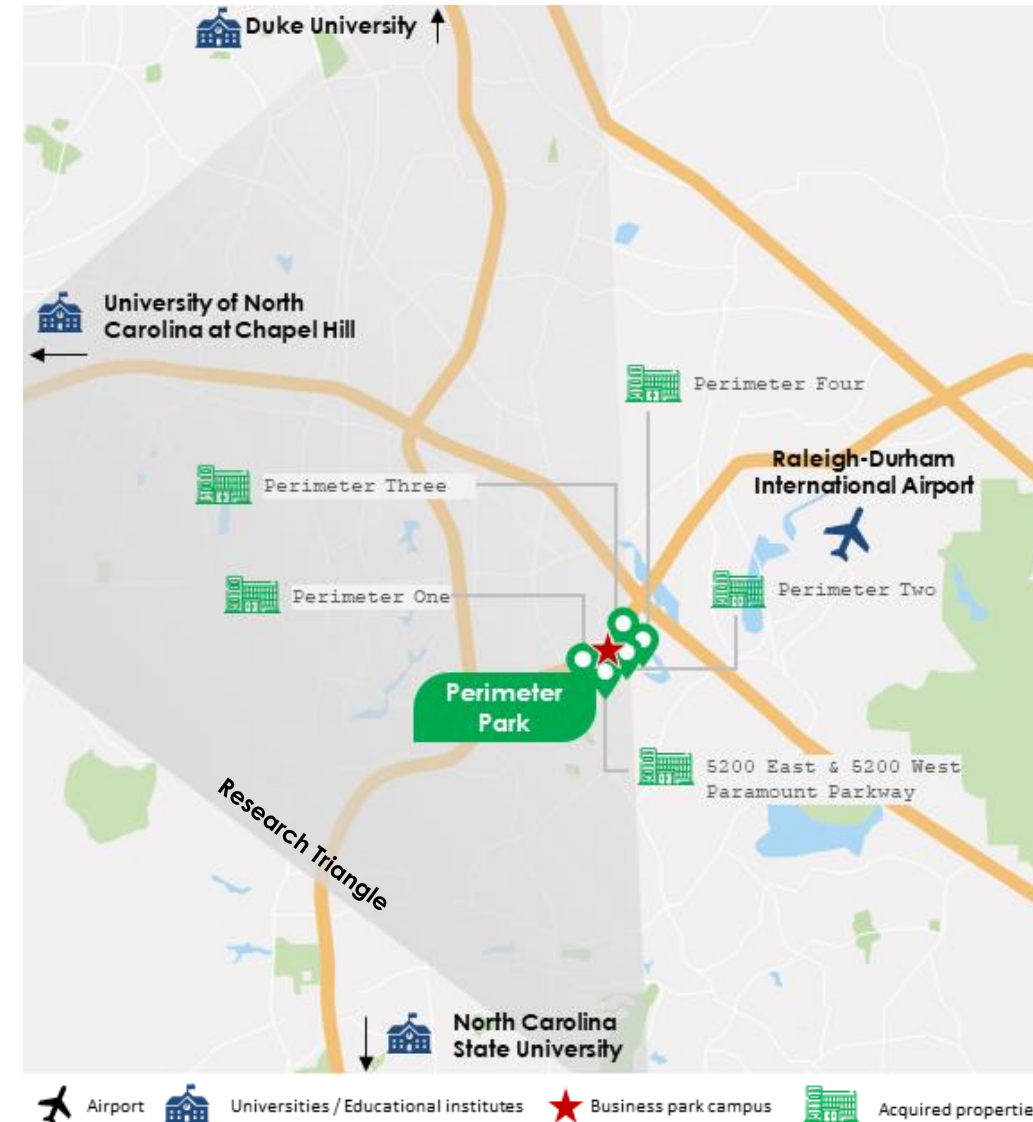 Duke University
University of North
Carolina at Chapel Hill
Perimeter Four
Raleigh-Durham
International Airport
Perimeter Three
Perimeter One
Perimeter Two
Perimeter
Park
5200 East & 5200 West
Paramount Parkway
Research Triangle
North Carolina
State University
Airport
Universities / Educational institutes
Business park campus
Acquired propertie